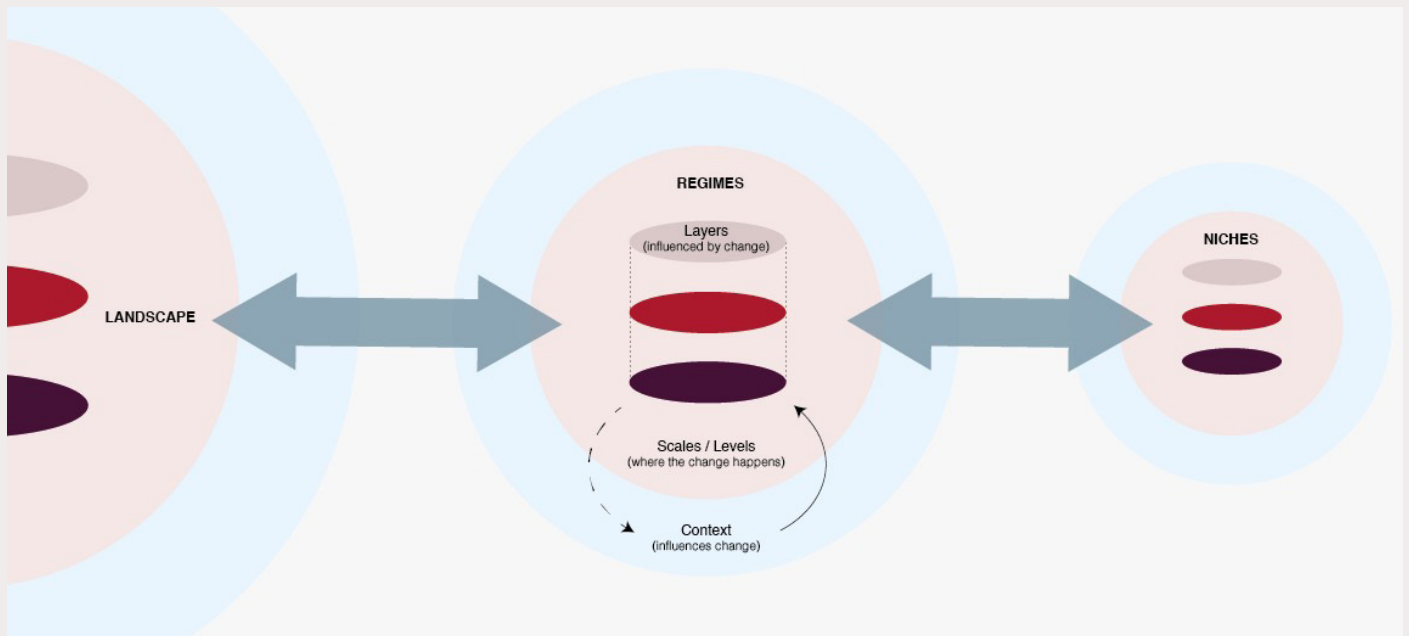 LANDSCAPE
REGIMES
Layers
(influenced by change)
Scales / Levels
(where the change happens)
Context
(influences change)
NICHES